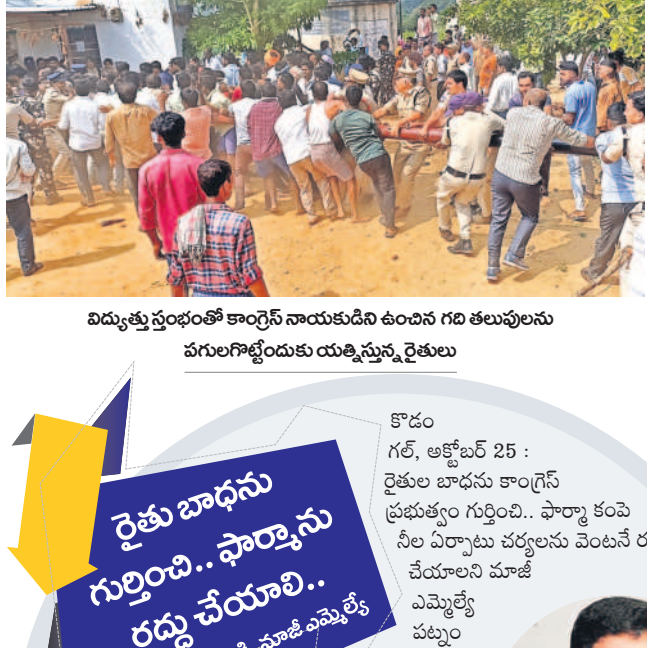 విద్యుత్తు స్తంభంతో కాంగ్రెస్ నాయకుడిని ఉంచిన గది తలుపులను
పగులగొట్టేందుకు యత్నిస్తున్న రైతులు
రైతు బాధను
గుర్తించి.. ఫార్మాను
రద్దు చేయాలి..
మాజీ ఎమ్మెల్యే
కొడం
గల్, అక్టోబర్ 25 :
రైతుల బాధను కాంగ్రెస్
ప్రభుత్వం గుర్తించి.. ఫార్మా కంపె
నీల ఏర్పాటు చర్యలను వెంటనే ర
చేయాలని మాజీ
ఎమ్మెల్యే
పట్నం